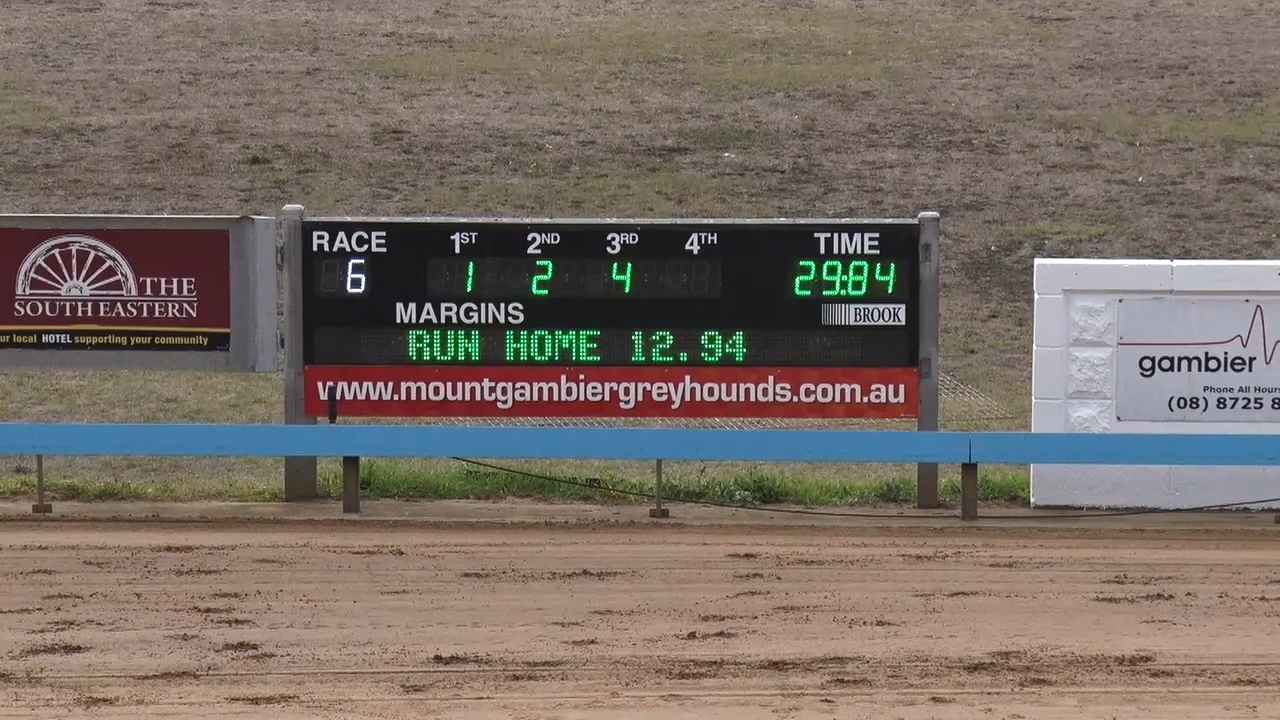 THE
SOUTH EASTERN
ur local HOTEL supporting your community
RACE 1ST 2ND 3RD 4TH TIME
6 1 2 4 29:84
MARGINS
BROOK
RUN HOME 12.94
www.mountgambiergreyhounds.com.au
gambier
Phone All Hours
(08) 8725 8